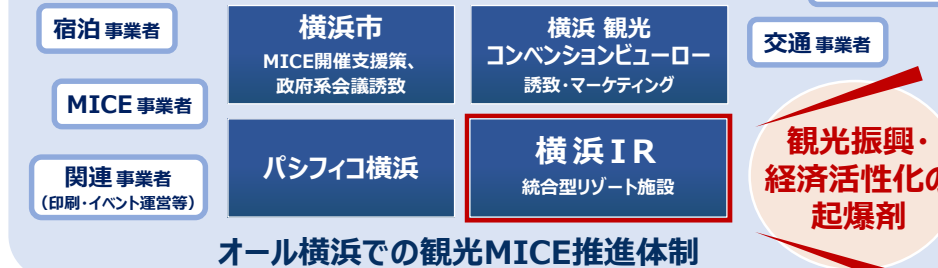 宿泊 事業者
横浜市
MICE開催支援策、
政府系会議誘致
横浜 観光
コンベンションビューロー
誘致・マーケティング
交通 事業者
MICE 事業者
関連 事業者
（印刷・イベント運営等）
パシフィコ横浜
横浜IR
統合型リゾート施設
観光振興・
経済活性化の
起爆剤
オール横浜での観光MICE推進体制